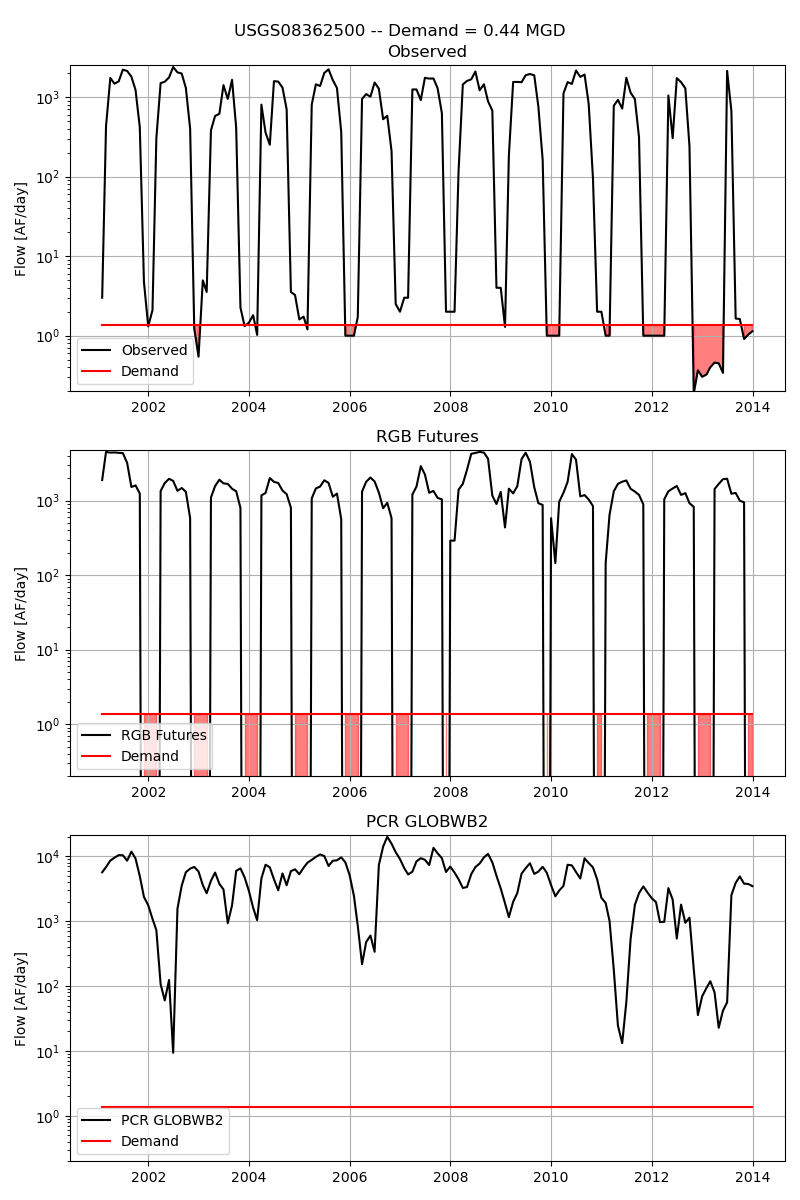 USGS08362500 -- Demand = 0.44 MGD
Observed
10³
10²
10¹
10⁰
Flow [AF/day]
Observed
Demand
2002 2004 2006 2008 2010 2012 2014
RGB Futures
10³
10²
10¹
10⁰
Flow [AF/day]
RGB Futures
Demand
2002 2004 2006 2008 2010 2012 2014
PCR GLOBWB2
10⁴
10³
10²
10¹
10⁰
Flow [AF/day]
PCR GLOBWB2
Demand
2002 2004 2006 2008 2010 2012 2014